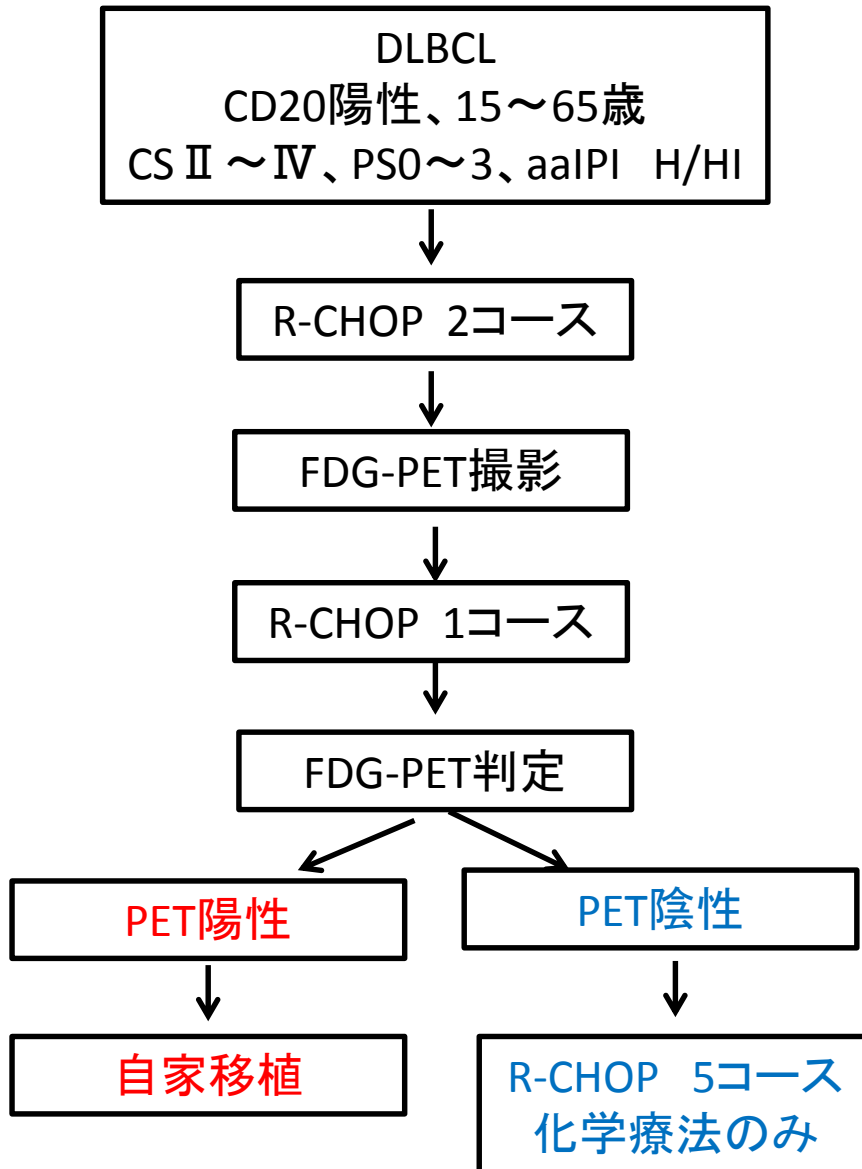 DLBCL
CD20陽性、15～65歳
CSⅡ～Ⅳ、PS0～3、aaIPI H/HI
R-CHOP 2コース
FDG-PET撮影
R-CHOP 1コース
FDG-PET判定
PET陽性
PET陰性
自家移植
R-CHOP 5コース
化学療法のみ